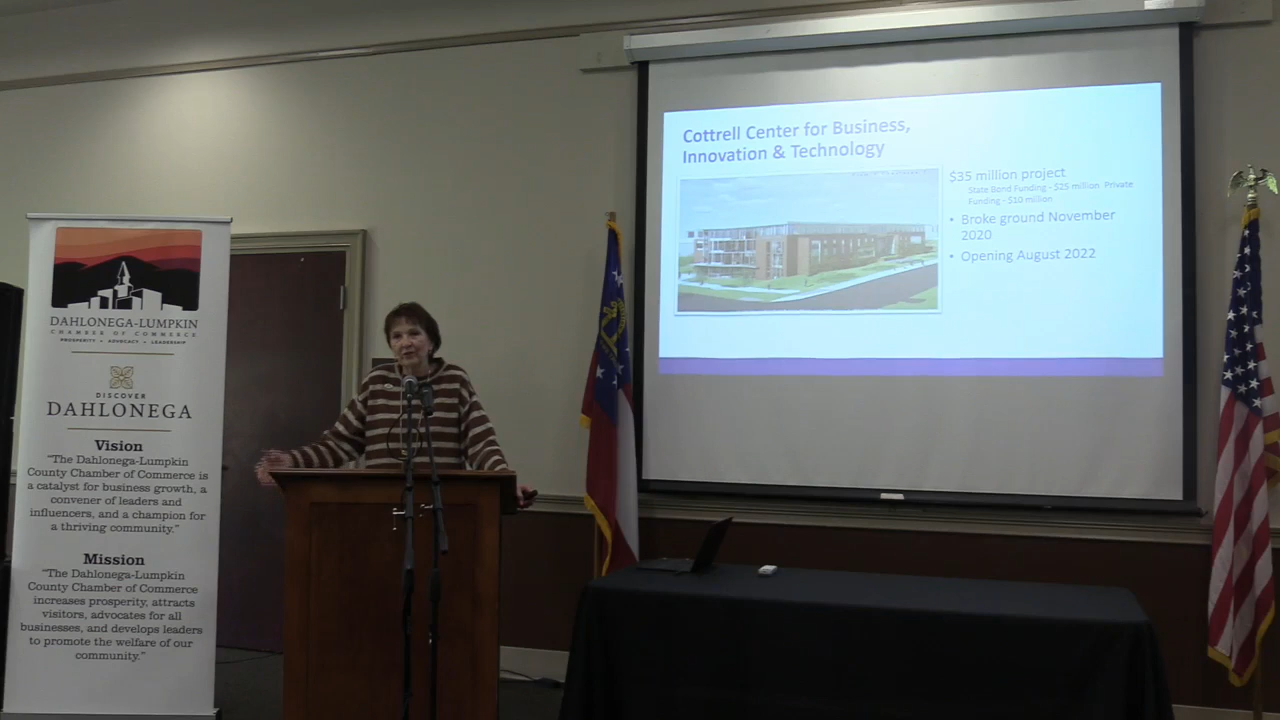 DAHLONEGA-LUMPKIN
CHAMBER OF COMMERCE
PROSPERITY • ADVOCACY • LEADERSHIP
DISCOVER
DAHLONEGA
Vision
"The Dahlonega-Lumpkin
County Chamber of Commerce is
a catalyst for business growth, a
convener of leaders and
influencers, and a champion for
a thriving community."
Mission
"The Dahlonega-Lumpkin
County Chamber of Commerce
increases prosperity, attracts
visitors, advocates for all
businesses, and develops leaders
to promote the welfare of our
community."
Cottrell Center for Business,
Innovation & Technology
$35 million project
State Bond Funding - $25 million Private
Funding - $10 million
• Broke ground November
2020
• Opening August 2022